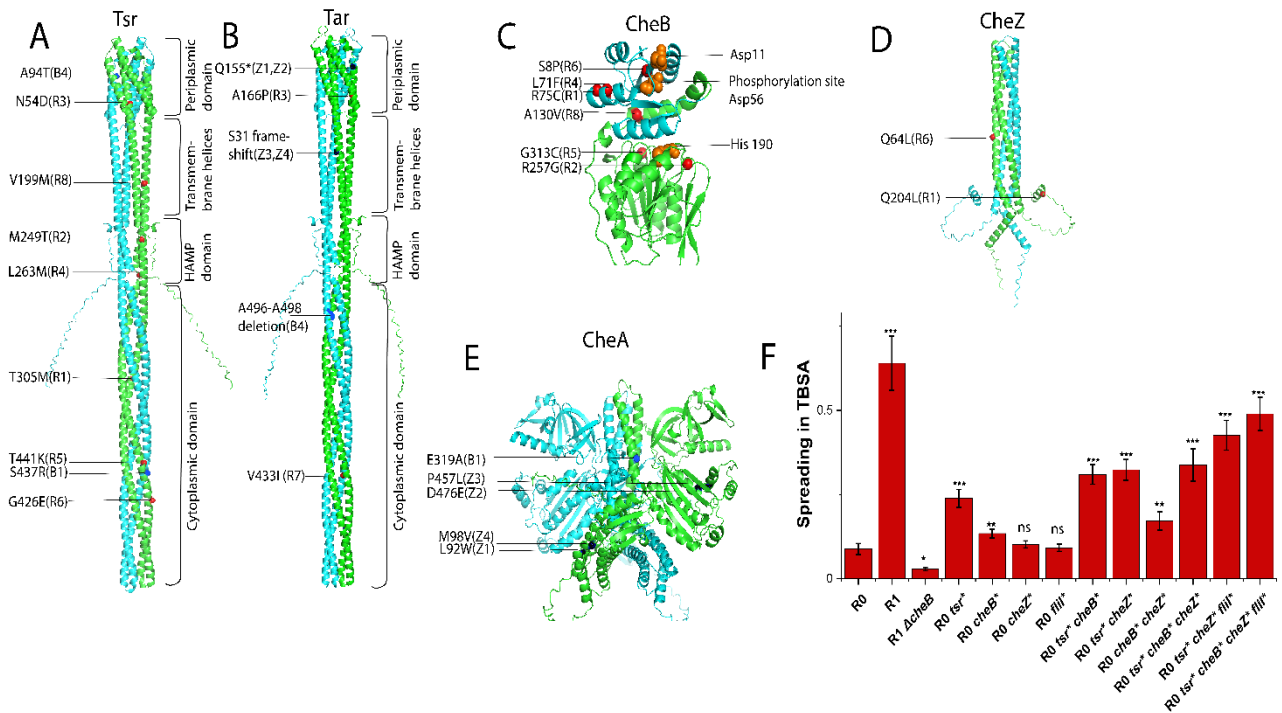 A
Tsr
A94T(B4)
N54D(R3)
V199M(R8)
M249T(R2)
L263M(R4)
T305M(R1)
T441K(R5)
S437R(B1)
G426E(R6)
Periplasmic
domain
Transmem-
brane helices
HAMP
domain
Cytoplasmic domain
B
Tar
Q155*(Z1,Z2)
A166P(R3)
S31 frame-
shift(Z3,Z4)
A496-A498
deletion(B4)
V433I(R7)
Periplasmic
domain
Transmem-
brane helices
HAMP
domain
Cytoplasmic domain
C
CheB
S8P(R6)
L71F(R4)
R75C(R1)
A130V(R8)
G313C(R5)
R257G(R2)
Asp11
Phosphorylation site
Asp56
His 190
D
CheZ
Q64L(R6)
Q204L(R1)
E
CheA
E319A(B1)
P457L(Z3)
D476E(Z2)
M98V(Z4)
L92W(Z1)
F
Spreading in TBSA
0.5
0
***
*
***
**
ns
ns
***
***
**
***
***
***
R0
R1
R1 ΔcheB
R0 tsr*
R0 cheB*
R0 cheZ*
R0 fliI*
R0 tsr* cheB*
R0 tsr* cheZ*
R0 cheB* cheZ*
R0 tsr* cheB* cheZ*
R0 tsr* cheZ* fliI*
R0 tsr* cheB* cheZ* fliI*